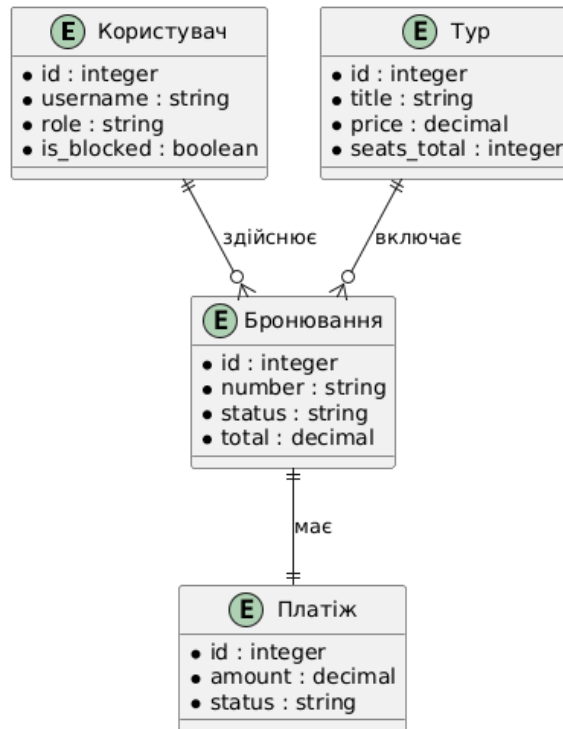 E Користувач
id : integer
username : string
role : string
is_blocked : boolean
E Тур
id : integer
title : string
price : decimal
seats_total : integer
здійснює
включає
E Бронювання
id : integer
number : string
status : string
total : decimal
має
E Платіж
id : integer
amount : decimal
status : string